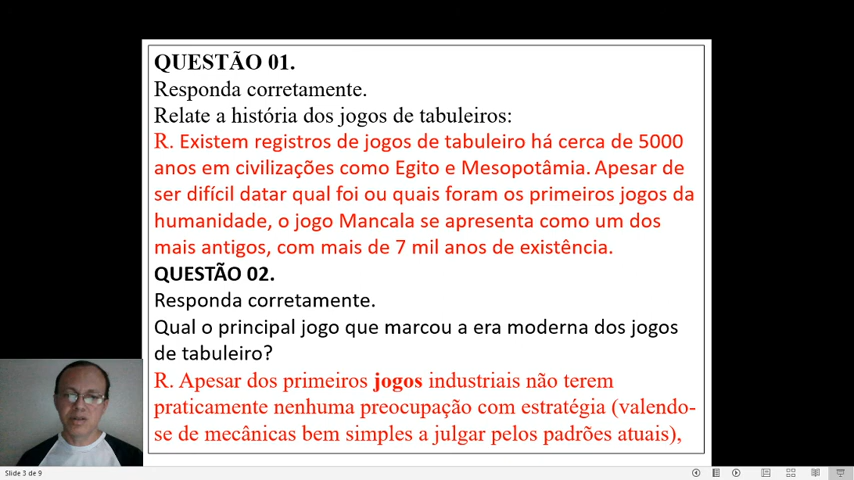 QUESTÃO 01.
Responda corretamente.
Relate a história dos jogos de tabuleiros:
R. Existem registros de jogos de tabuleiro há cerca de 5000
anos em civilizações como Egito e Mesopotâmia. Apesar de
ser difícil datar qual foi ou quais foram os primeiros jogos da
humanidade, o jogo Mancala se apresenta como um dos
mais antigos, com mais de 7 mil anos de existência.
QUESTÃO 02.
Responda corretamente.
Qual o principal jogo que marcou a era moderna dos jogos
de tabuleiro?
R. Apesar dos primeiros jogos industriais não terem
praticamente nenhuma preocupação com estratégia (valendo-
se de mecânicas bem simples a julgar pelos padrões atuais),
Slide 3 de 9